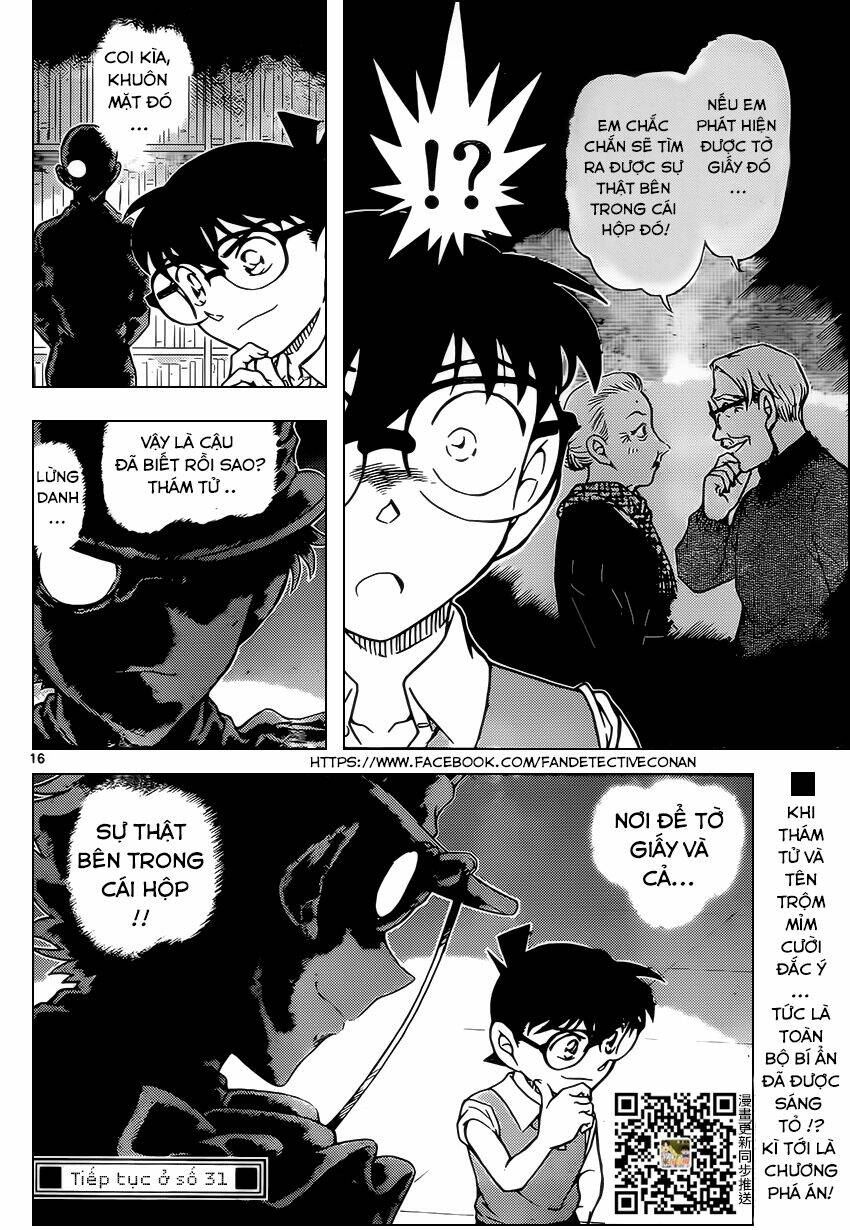 NẾU EM
PHÁT HIỆN
ĐƯỢC TỜ
GIẤY ĐÓ
...
EM CHẮC
CHẮN SẼ TÌM
RA ĐƯỢC SỰ
THẬT BÊN
TRONG CÁI
HỘP ĐÓ!
!?
COI KÌA,
KHUÔN
MẶT ĐÓ
...
VẬY LÀ CẬU
ĐÃ BIẾT RỒI SAO?
THÁM TỬ ..
LỪNG
DANH
...
16
HTTPS://WWW.FACEBOOK.COM/FANDETECTIVECONAN
NƠI ĐỂ TỜ
GIẤY VÀ
CẢ...
SỰ THẬT
BÊN TRONG
CÁI HỘP
!!
KHI
THÁM
TỬ VÀ
TÊN
TRỘM
MỈM
CƯỜI
ĐẮC Ý
...
TỨC LÀ
TOÀN
BỘ BÍ ẨN
ĐÃ ĐƯỢC
SÁNG
TỎ !?
KÌ TỚI LÀ
CHƯƠNG
PHÁ ÁN!
漫畫更新同步推送
Tiếp tục ở số 31